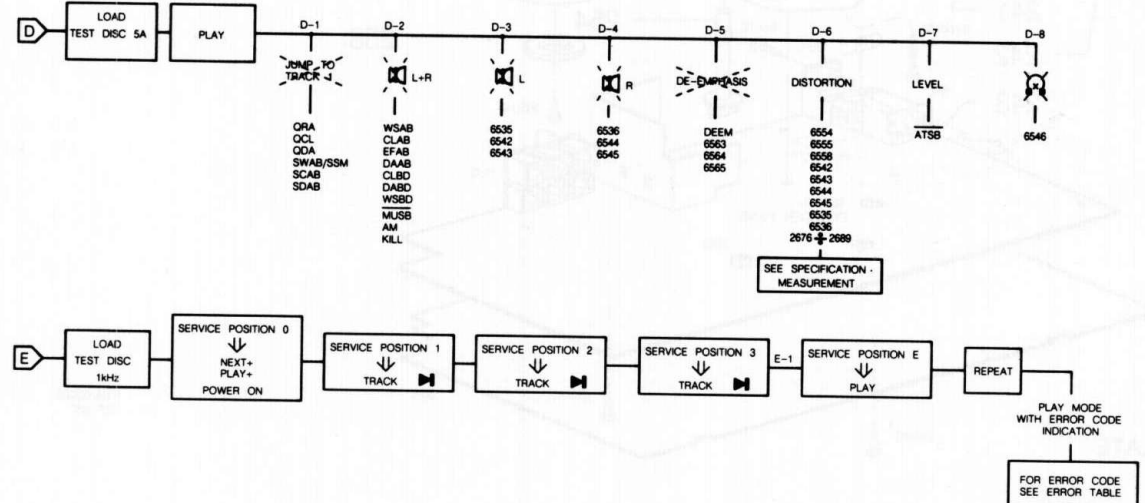 D
LOAD
TEST DISC 5A
PLAY
D-1
JUMP TO
TRACK 1
QRA
QCL
QDA
SWAB/SSM
SCAB
SDAB
D-2
L+R
WSAB
CLAB
EFAB
DAAB
CLBD
DABD
WSBD
MUSB
AM
KILL
D-3
L
6535
6542
6543
D-4
R
6536
6544
6545
D-5
DE-EMPHASIS
DEEM
6563
6564
6565
D-6
DISTORTION
6554
6555
6558
6542
6543
6544
6545
6535
6536
2676 2689
SEE SPECIFICATION -
MEASUREMENT
D-7
LEVEL
ATSB
D-8
6546
E
LOAD
TEST DISC
1kHz
SERVICE POSITION 0
NEXT+
PLAY+
POWER ON
SERVICE POSITION 1
TRACK
SERVICE POSITION 2
TRACK
SERVICE POSITION 3
TRACK
E-1
SERVICE POSITION E
PLAY
REPEAT
PLAY MODE
WITH ERROR CODE
INDICATION
FOR ERROR CODE
SEE ERROR TABLE